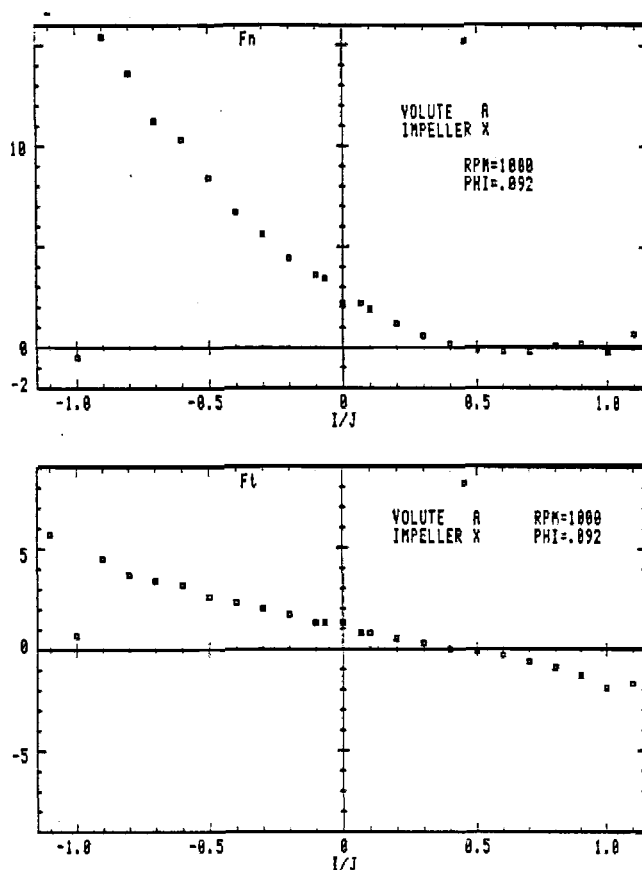 Fn
VOLUTE A
IMPELLER X
RPM=1000
PHI=.092
10
0
-2
-1.0 -0.5 0 0.5 1.0
I/J
Ft
VOLUTE A RPM=1000
IMPELLER X PHI=.092
5
0
-5
-1.0 -0.5 0 0.5 1.0
I/J